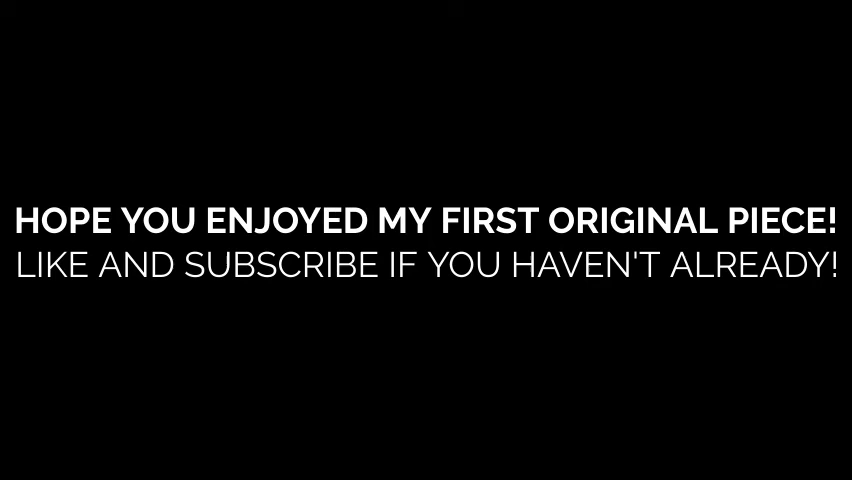 HOPE YOU ENJOYED MY FIRST ORIGINAL PIECE!
LIKE AND SUBSCRIBE IF YOU HAVEN'T ALREADY!